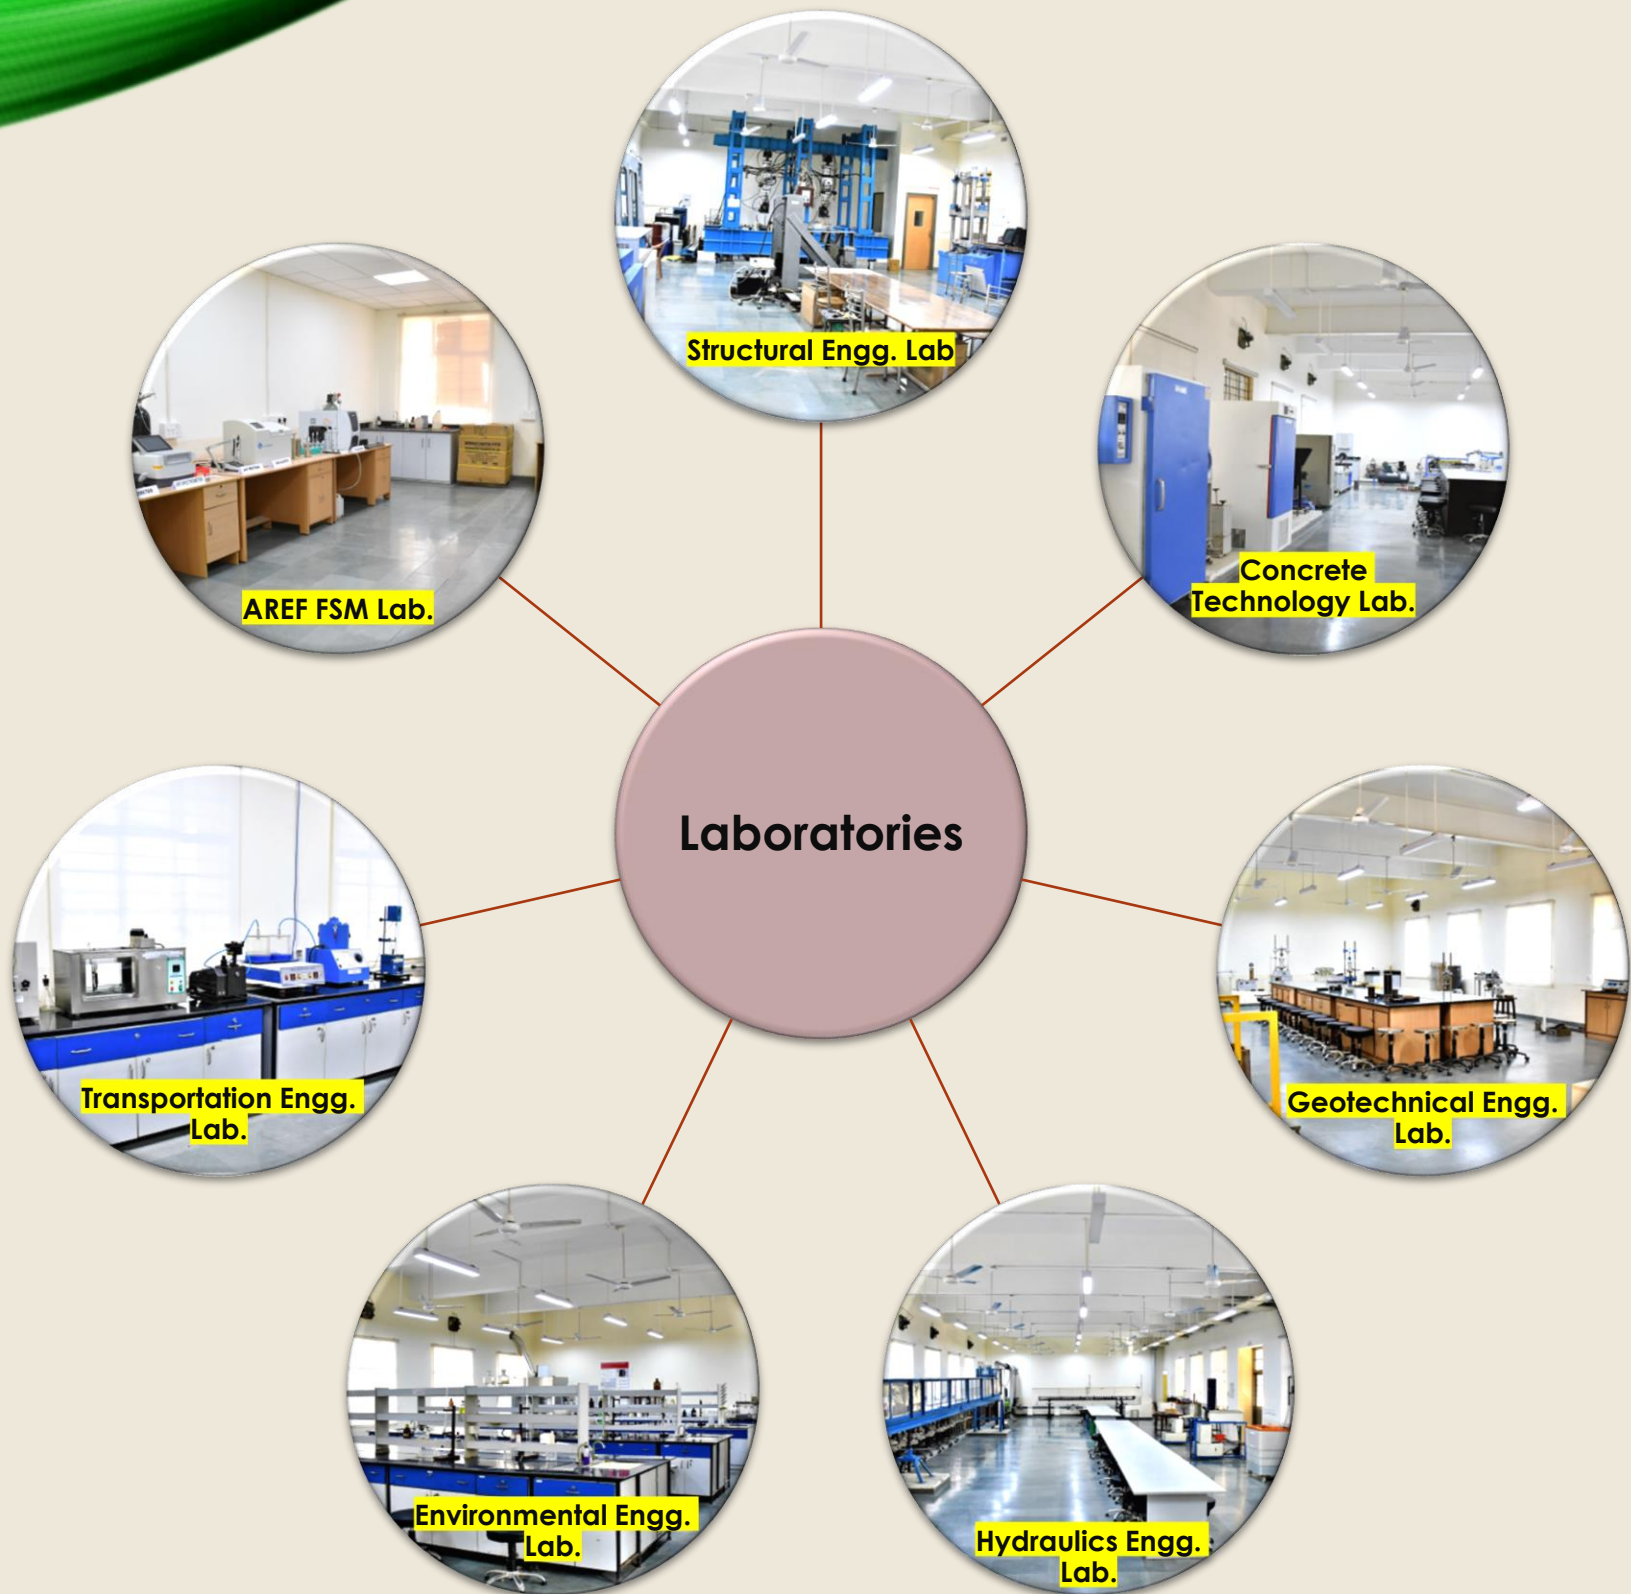 Structural Engg. Lab
Concrete
Technology Lab.
Geotechnical Engg.
Lab.
Hydraulics Engg.
Lab.
Environmental Engg.
Lab.
Transportation Engg.
Lab.
AREF FSM Lab.
Laboratories